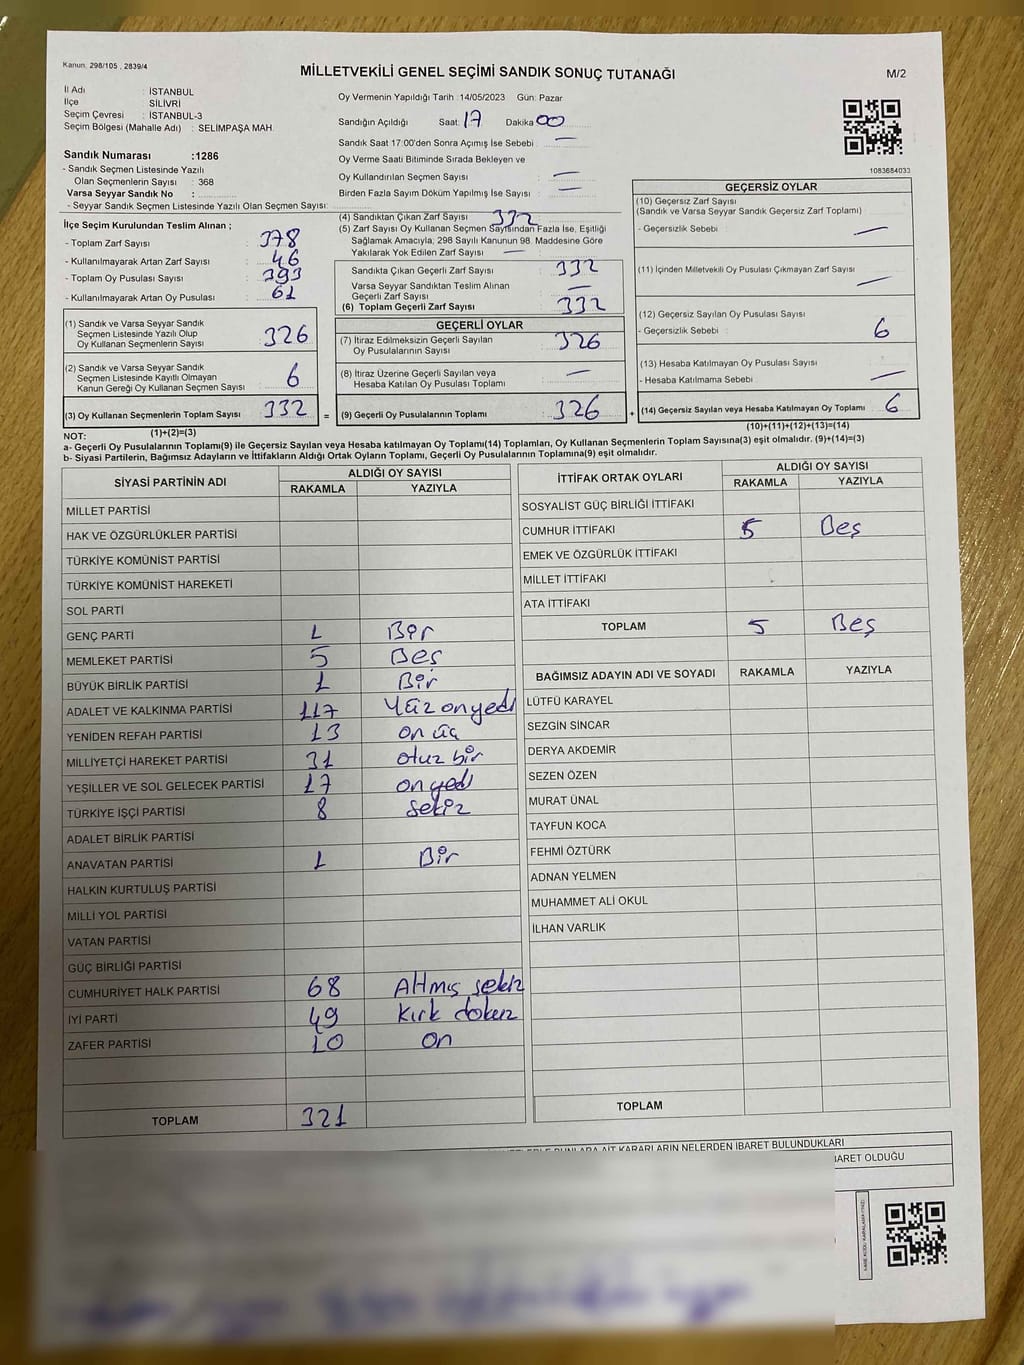 Kanun: 298/105 , 2839/4
MİLLETVEKİLİ GENEL SEÇİMİ SANDIK SONUÇ TUTANAĞI
M/2
İl Adı : İSTANBUL
İlçe : SİLİVRİ
Seçim Çevresi : İSTANBUL-3
Seçim Bölgesi (Mahalle Adı) : SELİMPAŞA MAH.
Sandık Numarası :1286
- Sandık Seçmen Listesinde Yazılı
Olan Seçmenlerin Sayısı : 368
Varsa Seyyar Sandık No :
- Seyyar Sandık Seçmen Listesinde Yazılı Olan Seçmen Sayısı:
Oy Vermenin Yapıldığı Tarih :14/05/2023 Gün: Pazar
Sandığın Açıldığı Saat: 17 Dakika 00
Sandık Saat 17:00'den Sonra Açımış İse Sebebi : —
Oy Verme Saati Bitiminde Sırada Bekleyen ve
Oy Kullandırılan Seçmen Sayısı : —
Birden Fazla Sayım Döküm Yapılmış İse Sayısı : —
1083684033
İlçe Seçim Kurulundan Teslim Alınan ;
- Toplam Zarf Sayısı : 378
- Kullanılmayarak Artan Zarf Sayısı : 46
- Toplam Oy Pusulası Sayısı : 393
- Kullanılmayarak Artan Oy Pusulası : 61
(1) Sandık ve Varsa Seyyar Sandık
Seçmen Listesinde Yazılı Olup
Oy Kullanan Seçmenlerin Sayısı : 326
(2) Sandık ve Varsa Seyyar Sandık
Seçmen Listesinde Kayıtlı Olmayan
Kanun Gereği Oy Kullanan Seçmen Sayısı : 6
(3) Oy Kullanan Seçmenlerin Toplam Sayısı : 332 =
(1)+(2)=(3)
(4) Sandıktan Çıkan Zarf Sayısı : 332
(5) Zarf Sayısı Oy Kullanan Seçmen Sayısından Fazla İse, Eşitliği
Sağlamak Amacıyla, 298 Sayılı Kanunun 98. Maddesine Göre
Yakılarak Yok Edilen Zarf Sayısı : —
Sandıkta Çıkan Geçerli Zarf Sayısı : 332
Varsa Seyyar Sandıktan Teslim Alınan
Geçerli Zarf Sayısı : —
(6) Toplam Geçerli Zarf Sayısı : 332
GEÇERLİ OYLAR
(7) İtiraz Edilmeksizin Geçerli Sayılan
Oy Pusulalarının Sayısı : 326
(8) İtiraz Üzerine Geçerli Sayılan veya
Hesaba Katılan Oy Pusulası Toplamı : —
(9) Geçerli Oy Pusulalarının Toplamı : 326 +
GEÇERSİZ OYLAR
(10) Geçersiz Zarf Sayısı
(Sandık ve Varsa Seyyar Sandık Geçersiz Zarf Toplamı)
- Geçersizlik Sebebi : —
(11) İçinden Milletvekili Oy Pusulası Çıkmayan Zarf Sayısı —
(12) Geçersiz Sayılan Oy Pusulası Sayısı
- Geçersizlik Sebebi : 6
(13) Hesaba Katılmayan Oy Pusulası Sayısı
- Hesaba Katılmama Sebebi : —
(14) Geçersiz Sayılan veya Hesaba Katılmayan Oy Toplamı : 6
(10)+(11)+(12)+(13)=(14)
NOT:
a- Geçerli Oy Pusulalarının Toplamı(9) ile Geçersiz Sayılan veya Hesaba katılmayan Oy Toplamı(14) Toplamları, Oy Kullanan Seçmenlerin Toplam Sayısına(3) eşit olmalıdır. (9)+(14)=(3)
b- Siyasi Partilerin, Bağımsız Adayların ve İttifakların Aldığı Ortak Oyların Toplamı, Geçerli Oy Pusulalarının Toplamına(9) eşit olmalıdır.
SİYASİ PARTİNİN ADI ALDIĞI OY SAYISI
RAKAMLA YAZIYLA
MİLLET PARTİSİ
HAK VE ÖZGÜRLÜKLER PARTİSİ
TÜRKİYE KOMÜNİST PARTİSİ
TÜRKİYE KOMÜNİST HAREKETİ
SOL PARTİ
GENÇ PARTİ 1 Bir
MEMLEKET PARTİSİ 5 Beş
BÜYÜK BİRLİK PARTİSİ 1 Bir
ADALET VE KALKINMA PARTİSİ 117 Yüz onyedi
YENİDEN REFAH PARTİSİ 13 on üç
MİLLİYETÇİ HAREKET PARTİSİ 31 otuz bir
YEŞİLLER VE SOL GELECEK PARTİSİ 17 onyedi
TÜRKİYE İŞÇİ PARTİSİ 8 sekiz
ADALET BİRLİK PARTİSİ
ANAVATAN PARTİSİ 1 Bir
HALKIN KURTULUŞ PARTİSİ
MİLLİ YOL PARTİSİ
VATAN PARTİSİ
GÜÇ BİRLİĞİ PARTİSİ
CUMHURİYET HALK PARTİSİ 68 Altmış sekiz
İYİ PARTİ 49 Kırk dokuz
ZAFER PARTİSİ 10 on
TOPLAM 321
İTTİFAK ORTAK OYLARI ALDIĞI OY SAYISI
RAKAMLA YAZIYLA
SOSYALİST GÜÇ BİRLİĞİ İTTİFAKI
CUMHUR İTTİFAKI 5 Beş
EMEK VE ÖZGÜRLÜK İTTİFAKI
MİLLET İTTİFAKI
ATA İTTİFAKI
TOPLAM 5 Beş
BAĞIMSIZ ADAYIN ADI VE SOYADI RAKAMLA YAZIYLA
LÜTFÜ KARAYEL
SEZGİN SİNCAR
DERYA AKDEMİR
SEZEN ÖZEN
MURAT ÜNAL
TAYFUN KOCA
FEHMİ ÖZTÜRK
ADNAN YELMEN
MUHAMMET ALİ OKUL
İLHAN VARLIK
TOPLAM
KARARLARIN NELERDEN İBARET BULUNDUKLARI
OLDUĞU